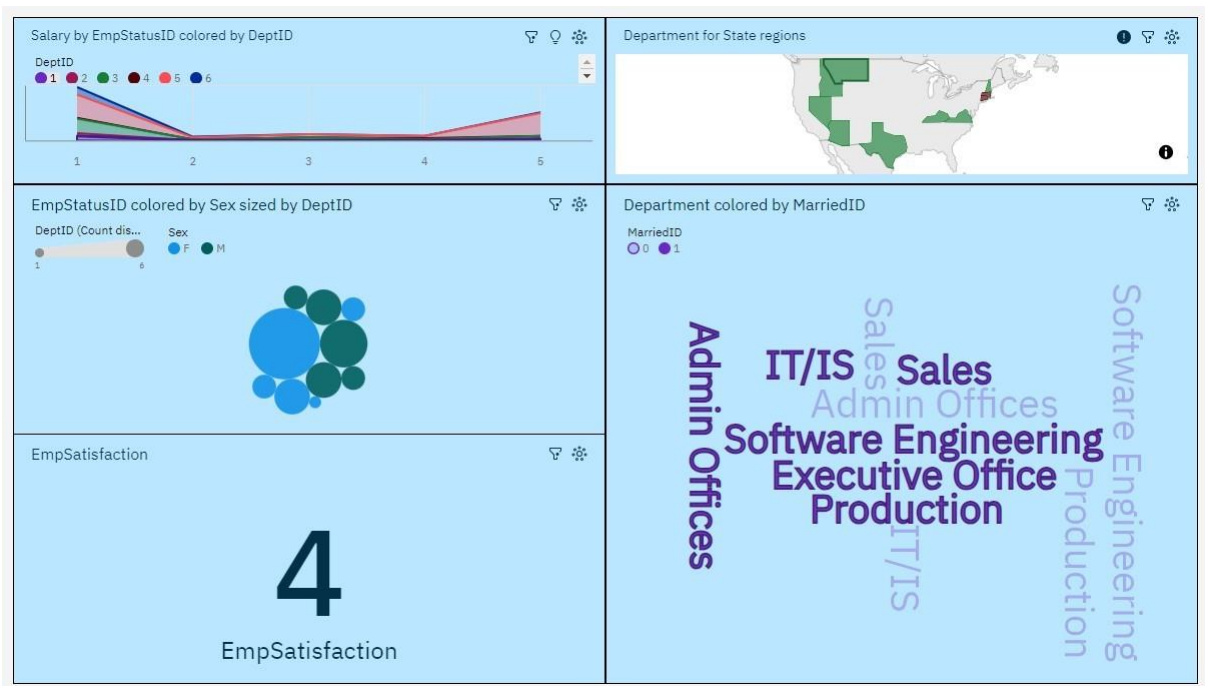 Salary by EmpStatusID colored by DeptID
DeptID
1 2 3 4 5 6
1 2 3 4 5
Department for State regions
EmpStatusID colored by Sex sized by DeptID
DeptID (Count dis...
1 6
Sex
F M
EmpSatisfaction
4
EmpSatisfaction
Department colored by MarriedID
MarriedID
0 1
Admin Offices
IT/IS
Sales
Sales
Admin Offices
Software Engineering
Executive Office
Production
IT/IS
Production
Software Engineering